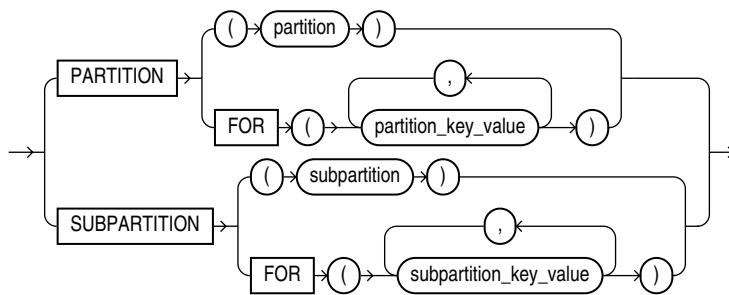 ( partition )
PARTITION
,
FOR ( partition_key_value )
( subpartition )
SUBPARTITION
,
FOR ( subpartition_key_value )